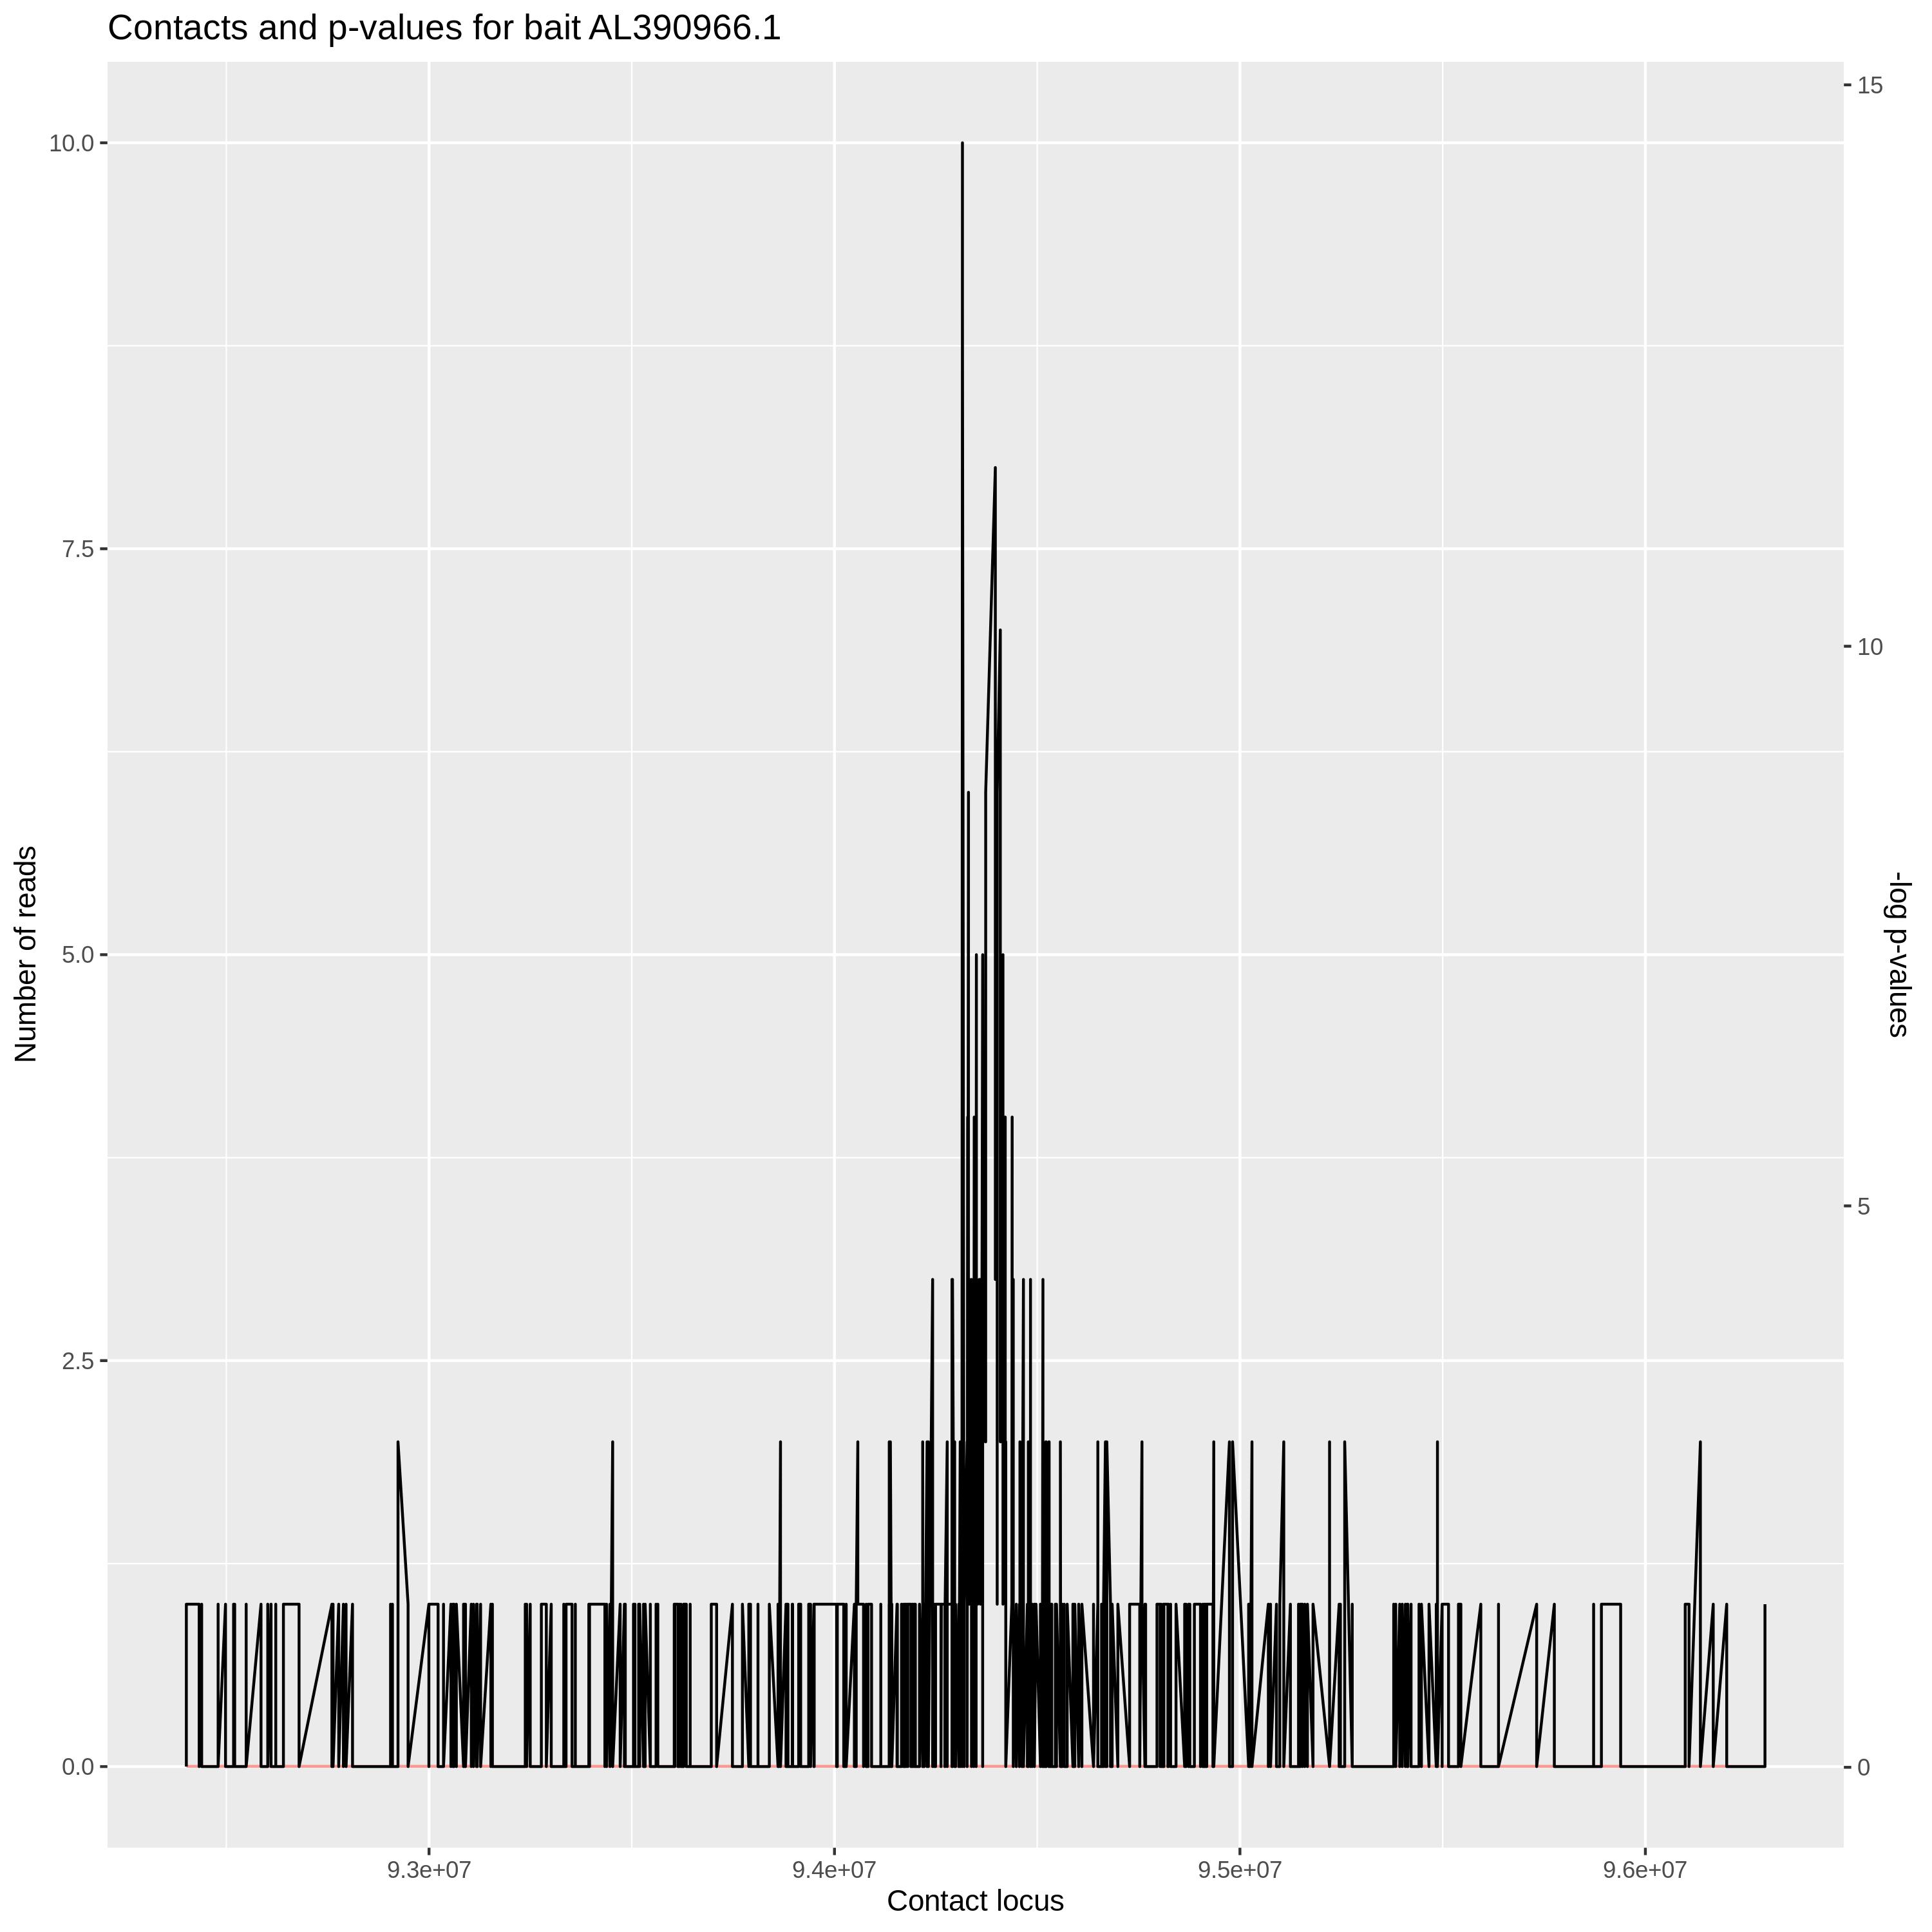 Contacts and p-values for bait AL390966.1
10.0
7.5
5.0
2.5
0.0
Number of reads
15
10
5
0
-log p-values
9.3e+07
9.4e+07
9.5e+07
9.6e+07
Contact locus